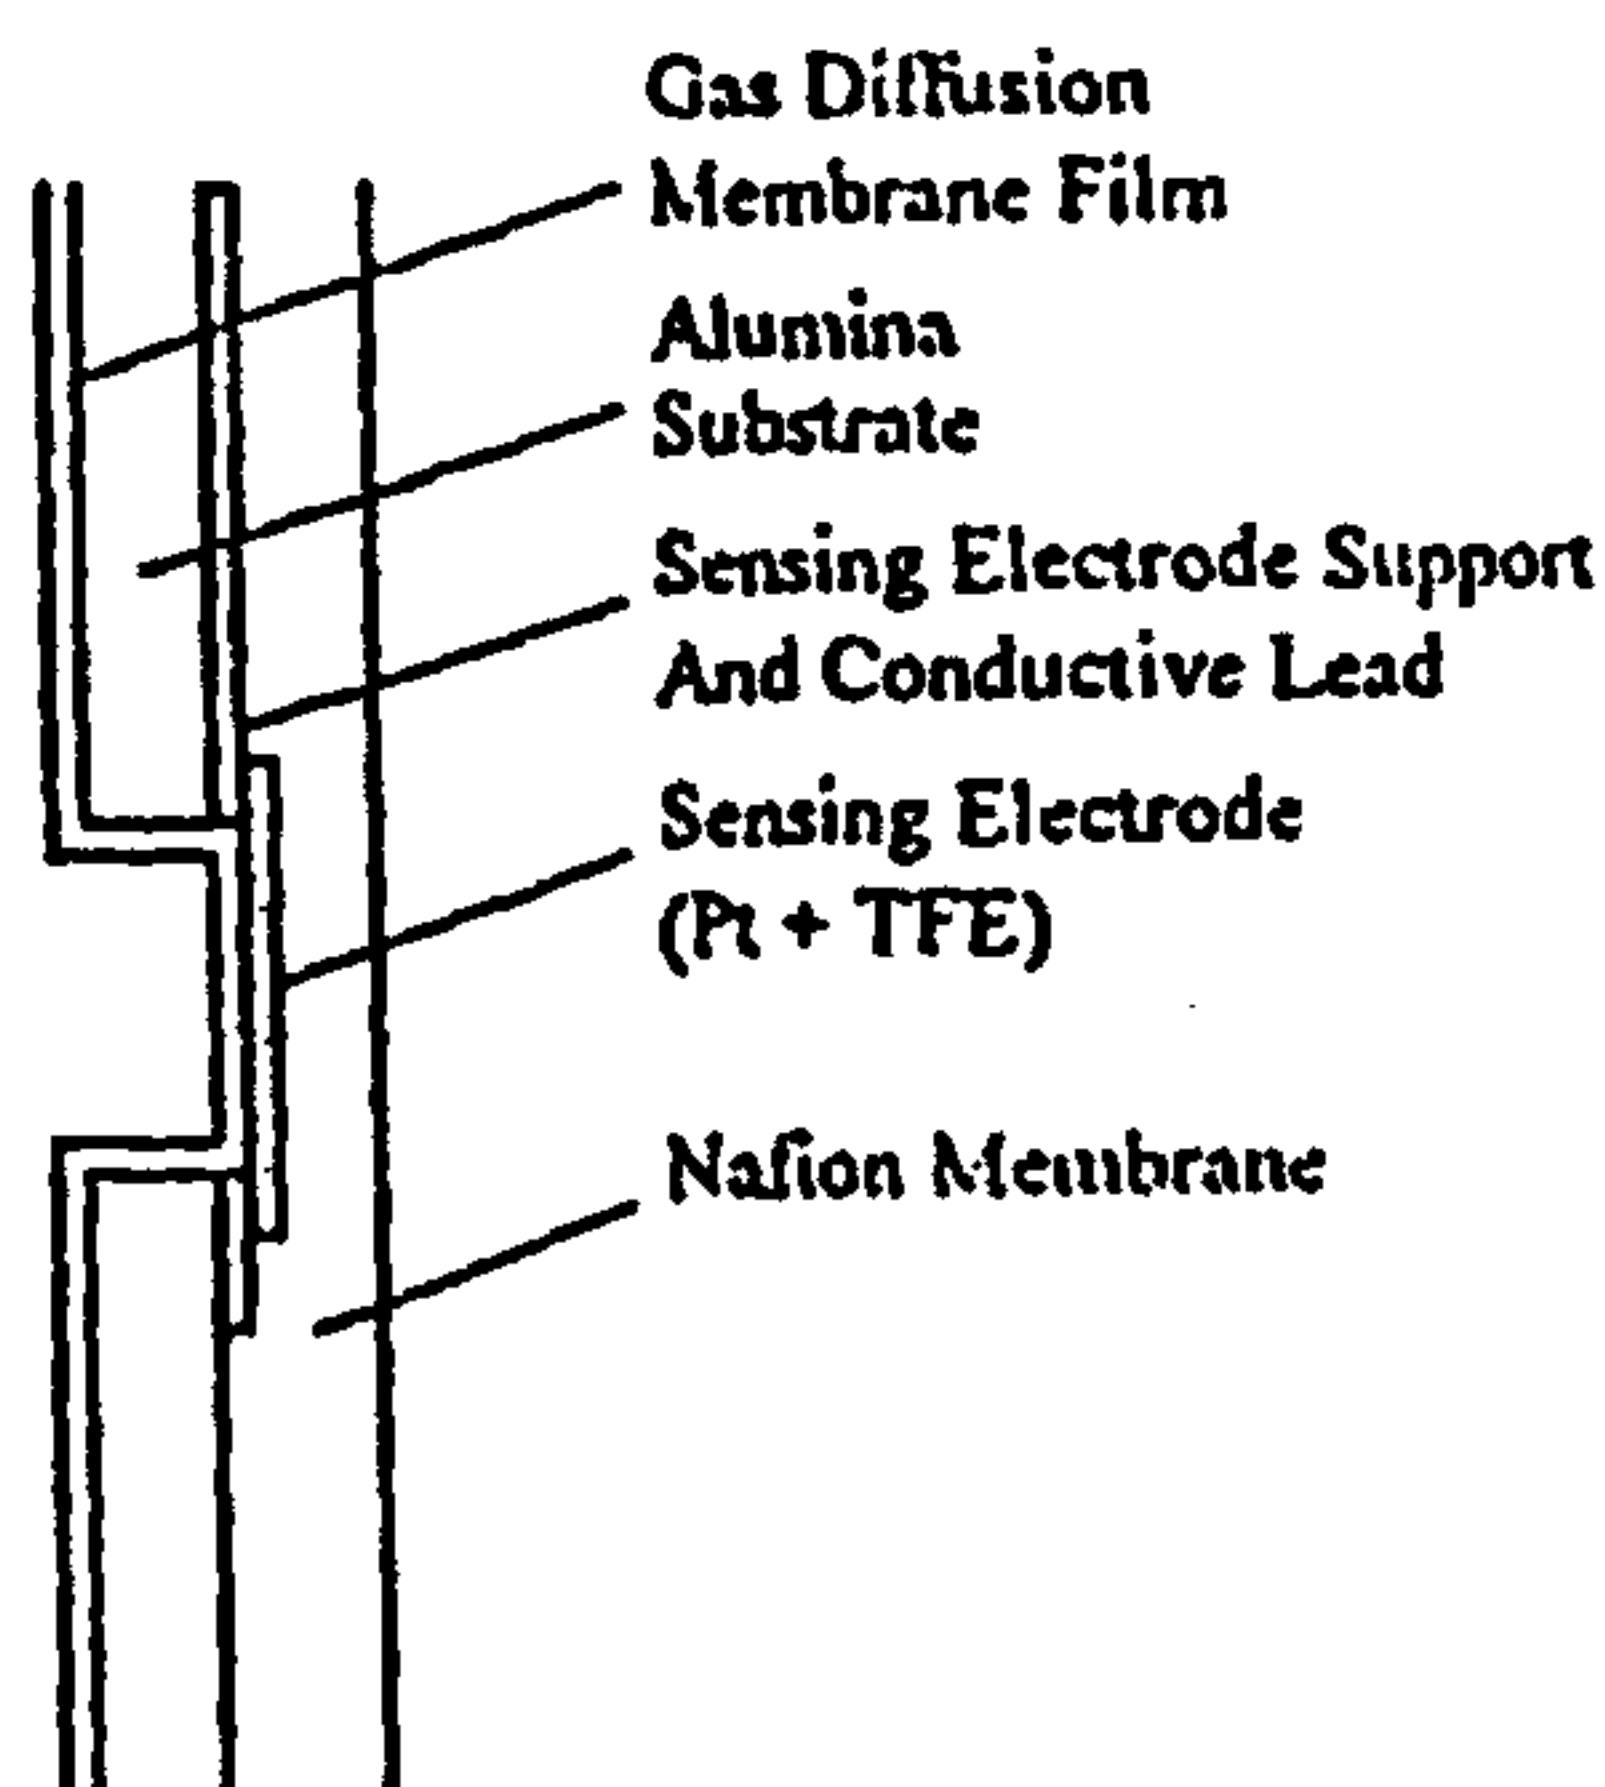 Gas Diffusion
Membrane Film
Alumina
Substrate
Sensing Electrode Support
And Conductive Lead
Sensing Electrode
(Pt + TFE)
Nafion Membrane